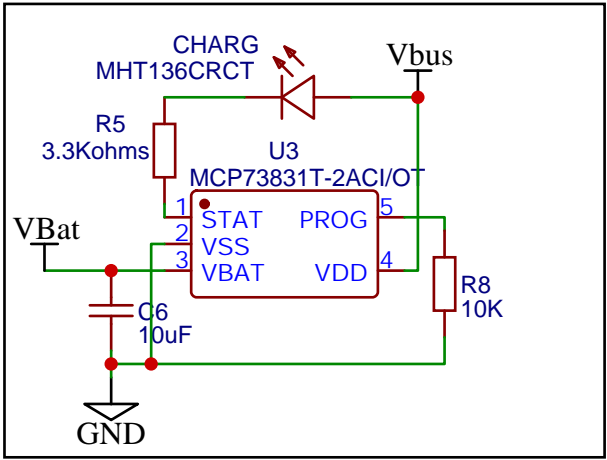 CHARG
MHT136CRCT
Vbus
R5
3.3Kohms
U3
MCP73831T-2ACI/OT
1
STAT
PROG
5
2
VSS
3
VBAT
VDD
4
VBat
C6
10uF
R8
10K
GND